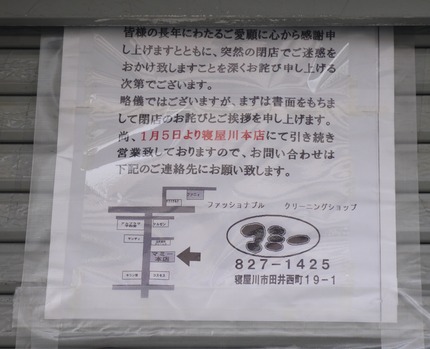 皆様の長年にわたるご愛顧に心から感謝申
し上げますとともに、突然の閉店でご迷惑を
おかけ致しますことを深くお詫び申し上げる
次第でございます。
略儀ではございますが、まずは書面をもちま
して閉店のお詫びとご挨拶を申し上げます。
尚、1月5日より寝屋川本店にて引き続き
営業致しておりますので、お問い合わせは
下記のご連絡先にお願い致します。
ファッショナブル クリーニングショップ
マミー
827-1425
寝屋川市田井西町19-1
マミー
本店